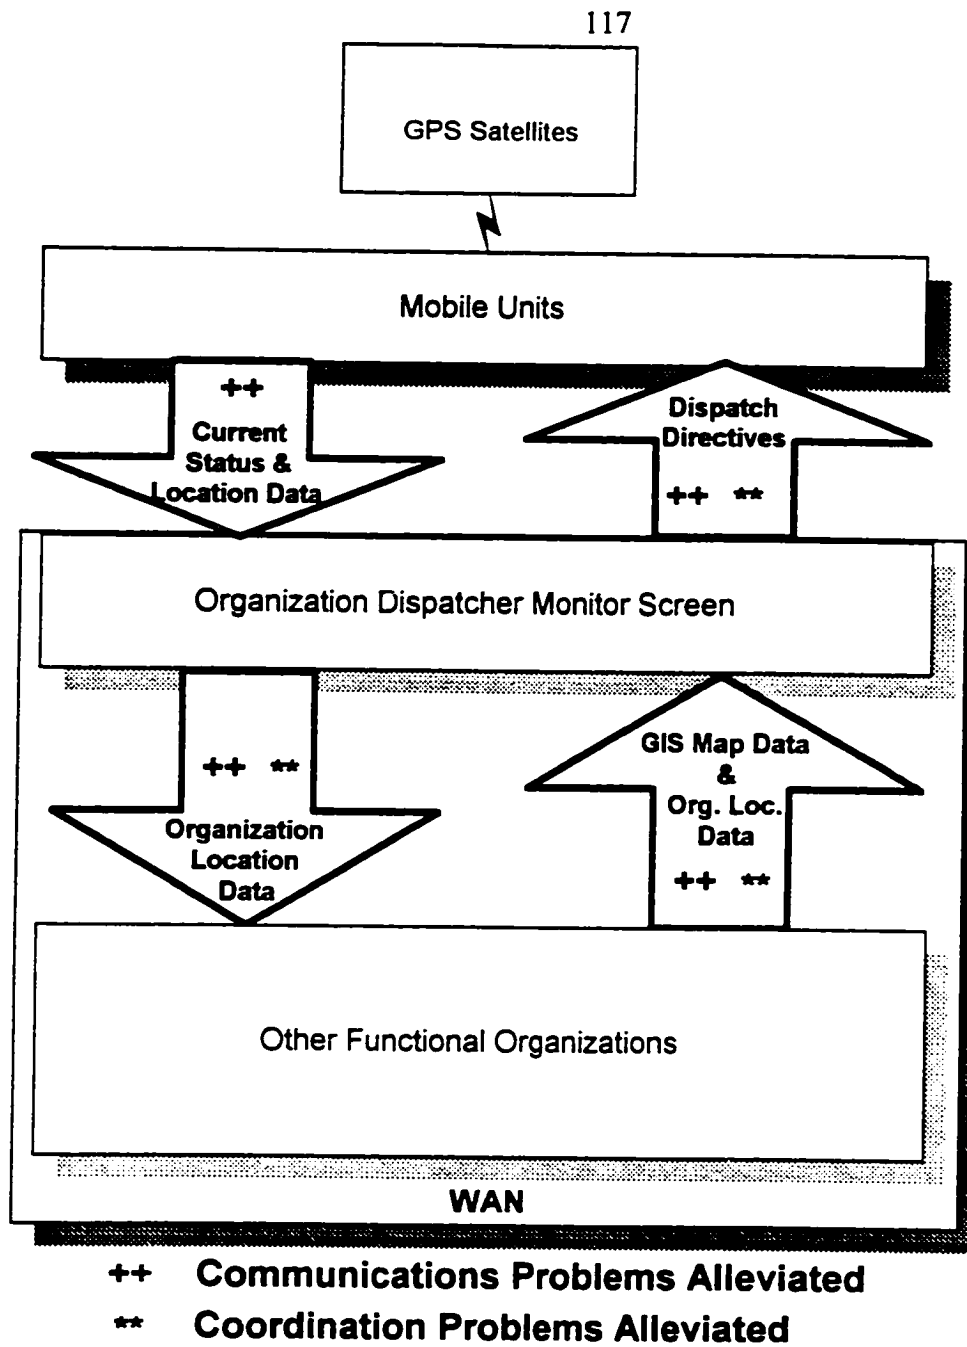 117
GPS Satellites
Mobile Units
++
Current
Status &
Location Data
Dispatch
Directives
++ **
Organization Dispatcher Monitor Screen
++ **
Organization
Location
Data
GIS Map Data
&
Org. Loc.
Data
++ **
Other Functional Organizations
WAN
++ Communications Problems Alleviated
** Coordination Problems Alleviated